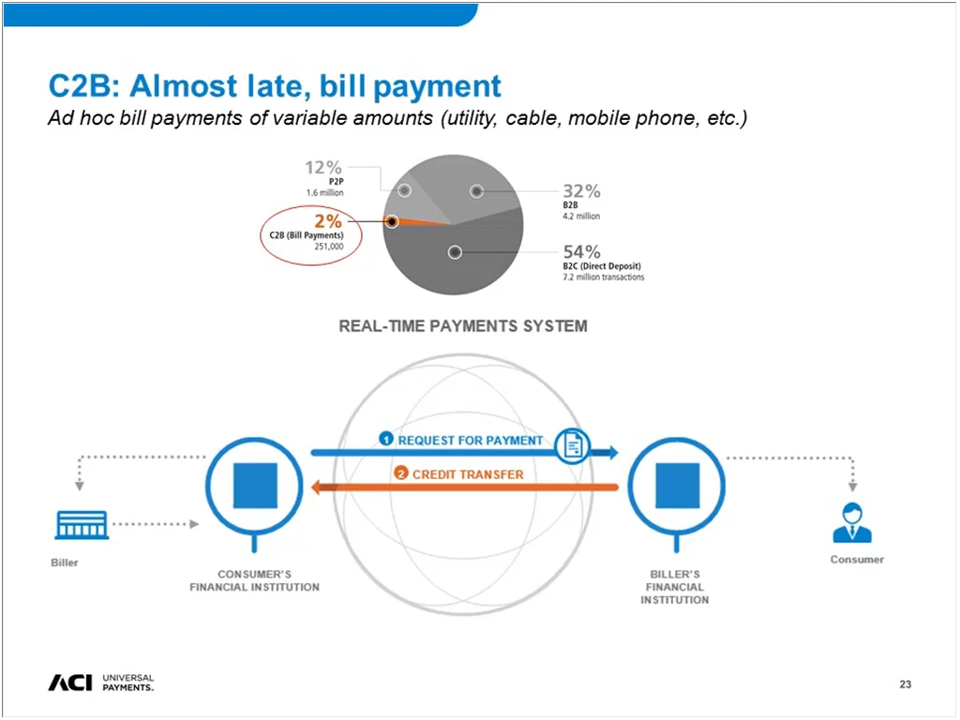 C2B: Almost late, bill payment
Ad hoc bill payments of variable amounts (utility, cable, mobile phone, etc.)
12%
P2P
1.6 million
2%
C2B (Bill Payments)
251,000
32%
B2B
4.2 million
54%
B2C (Direct Deposit)
7.2 million transactions
REAL-TIME PAYMENTS SYSTEM
1 REQUEST FOR PAYMENT
2 CREDIT TRANSFER
Biller
CONSUMER'S
FINANCIAL INSTITUTION
BILLER'S
FINANCIAL
INSTITUTION
Consumer
ACI UNIVERSAL
PAYMENTS.
23